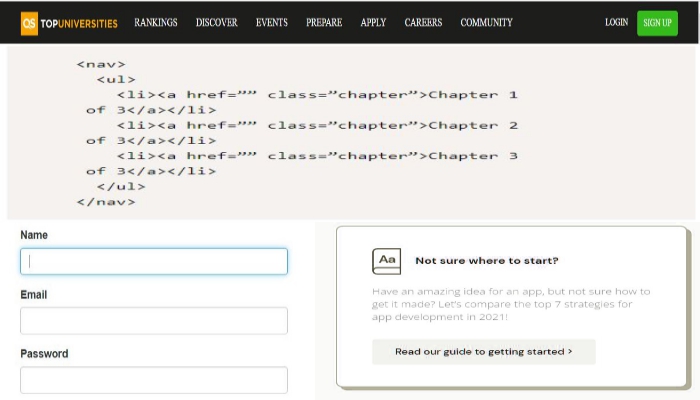 QS TOPUNIVERSITIES RANKINGS DISCOVER EVENTS PREPARE APPLY CAREERS COMMUNITY LOGIN SIGN UP
<nav>
<ul>
<li><a href=”” class=”chapter”>Chapter 1
of 3</a></li>
<li><a href=”” class=”chapter”>Chapter 2
of 3</a></li>
<li><a href=”” class=”chapter”>Chapter 3
of 3</a></li>
</ul>
</nav>
Name
Email
Password
Aa Not sure where to start?
Have an amazing idea for an app, but not sure how to
get it made? Let's compare the top 7 strategies for
app development in 2021!
Read our guide to getting started >